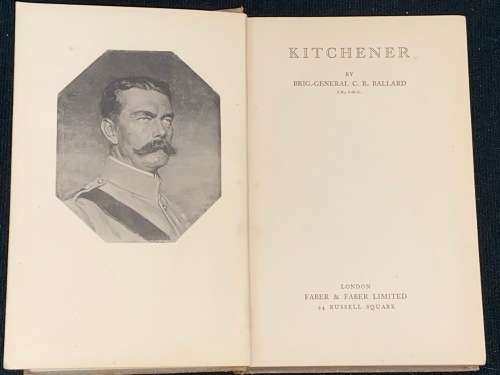 KITCHENER
BY
BRIG.-GENERAL C. R. BALLARD
C.B., C.M.G.
LONDON
FABER & FABER LIMITED
24 RUSSELL SQUARE